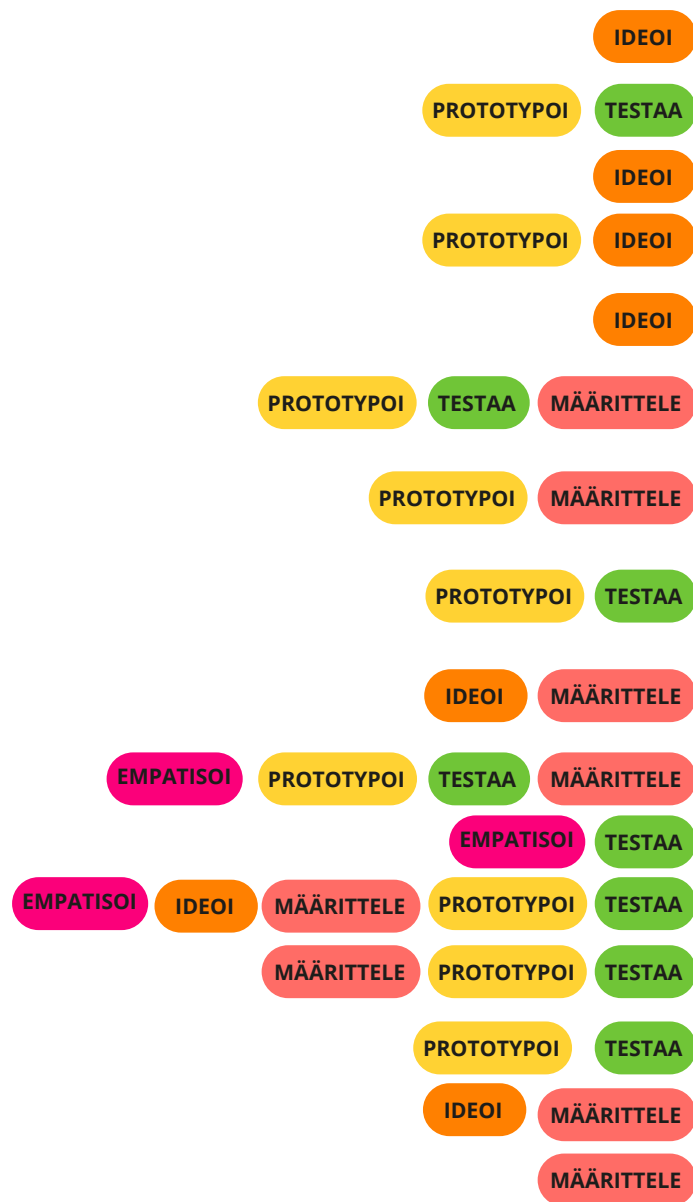 IDEOI
PROTOTYPOI TESTAA
IDEOI
PROTOTYPOI IDEOI
IDEOI
PROTOTYPOI TESTAA MÄÄRITTELE
PROTOTYPOI MÄÄRITTELE
PROTOTYPOI TESTAA
IDEOI MÄÄRITTELE
EMPATISOI PROTOTYPOI TESTAA MÄÄRITTELE
EMPATISOI TESTAA
EMPATISOI IDEOI MÄÄRITTELE PROTOTYPOI TESTAA
MÄÄRITTELE PROTOTYPOI TESTAA
PROTOTYPOI TESTAA
IDEOI MÄÄRITTELE
MÄÄRITTELE